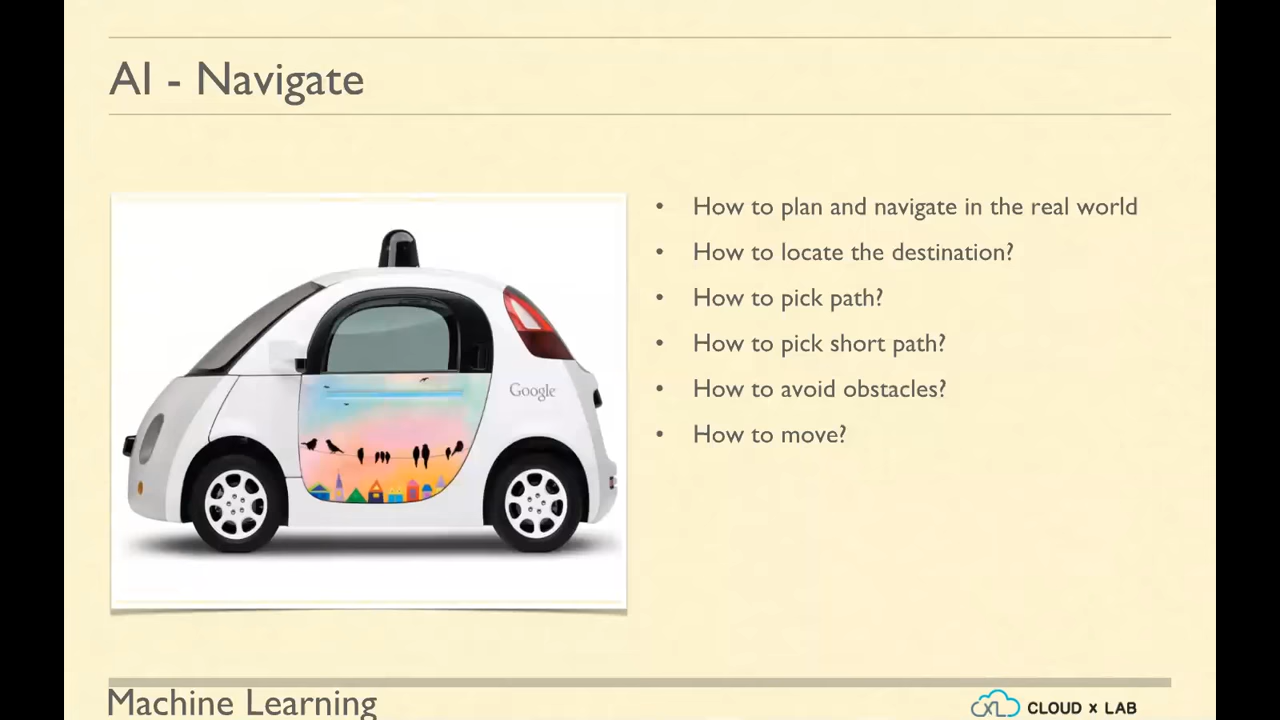 AI - Navigate
• How to plan and navigate in the real world
• How to locate the destination?
• How to pick path?
• How to pick short path?
• How to avoid obstacles?
• How to move?
Google
Machine Learning
CXL CLOUD x LAB